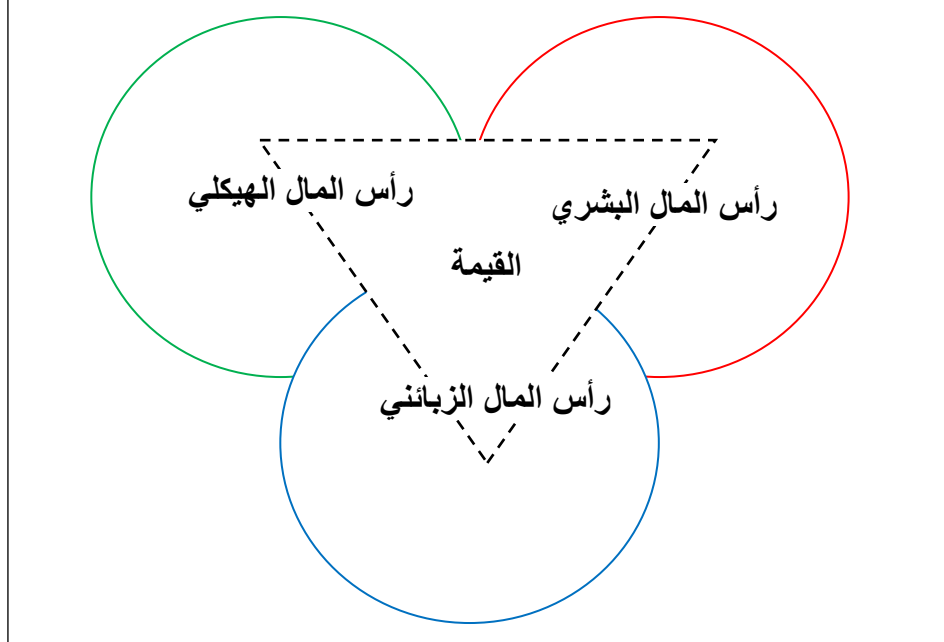 رأس المال الهيكلي
رأس المال البشري
القيمة
رأس المال الزبائني